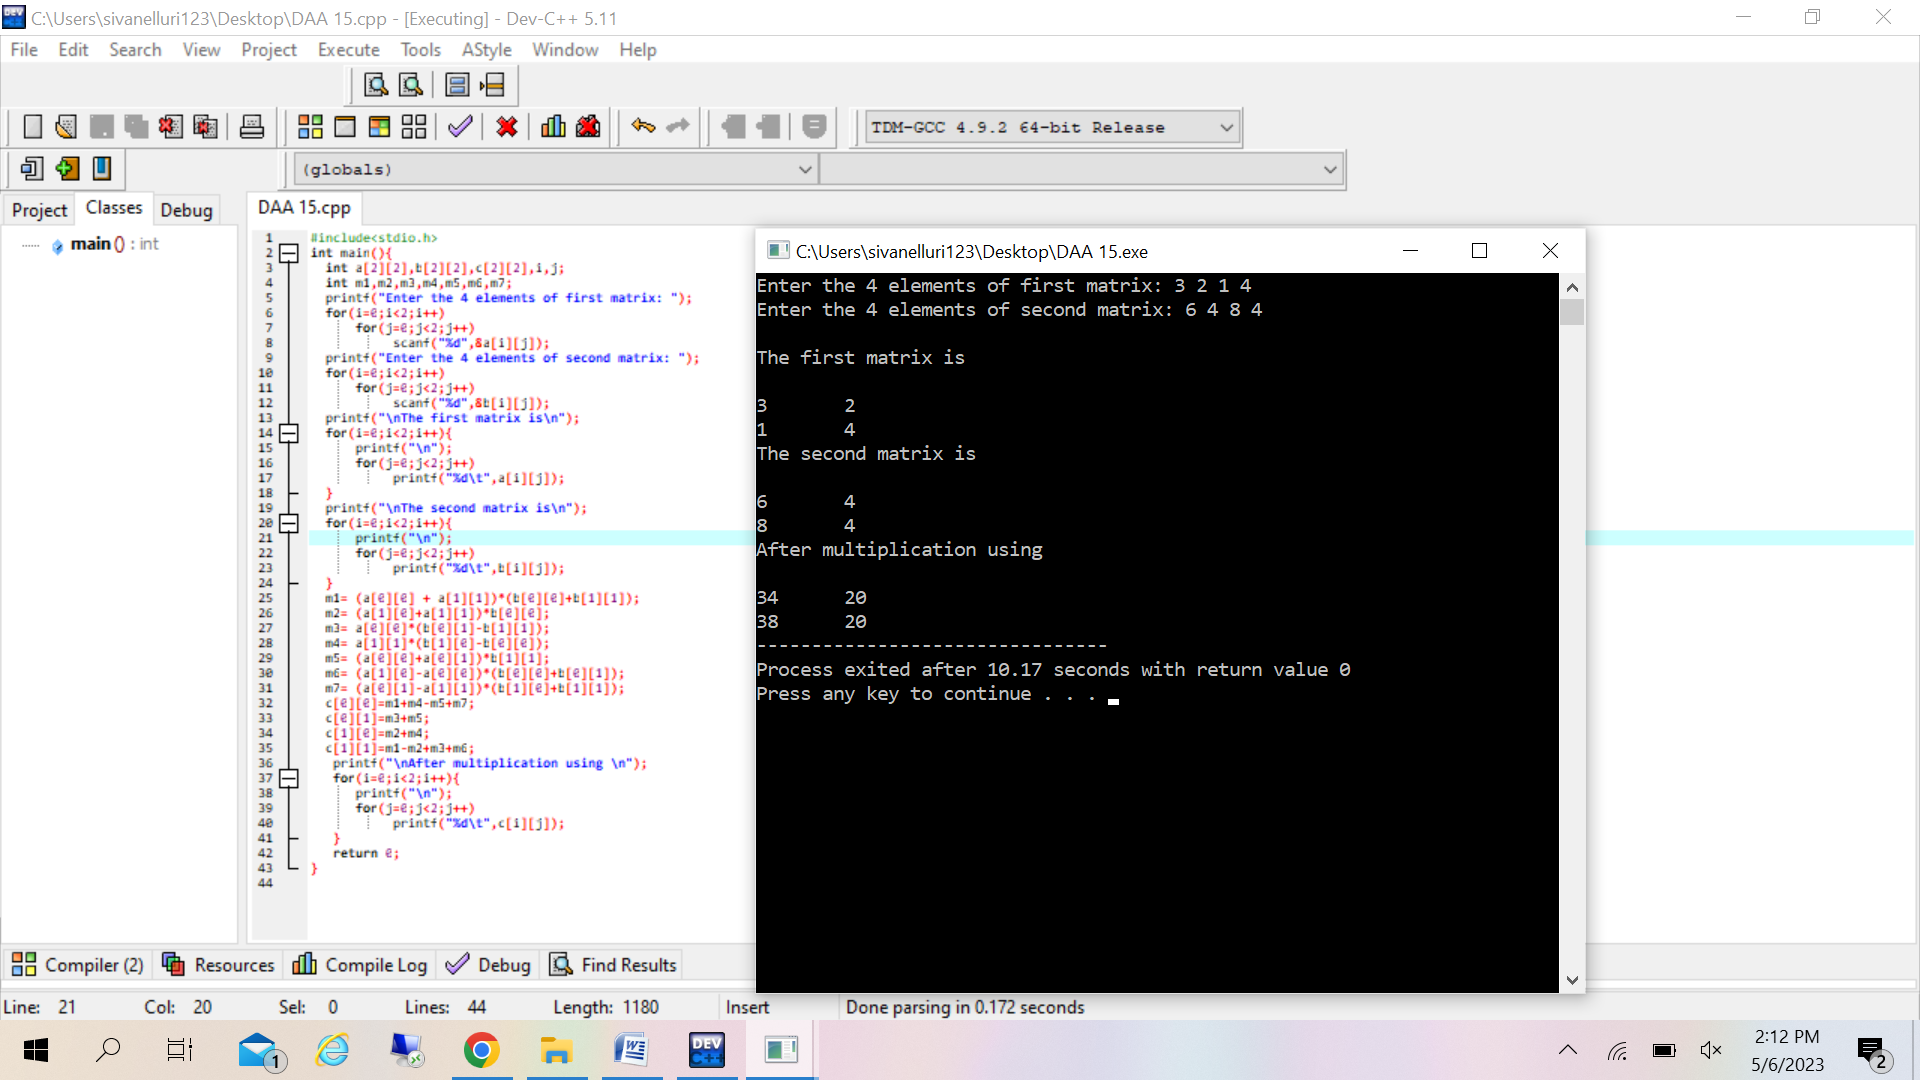 C:\Users\sivanelluri123\Desktop\DAA 15.cpp - [Executing] - Dev-C++ 5.11
File Edit Search View Project Execute Tools AStyle Window Help
TDM-GCC 4.9.2 64-bit Release
(globals)
Project Classes Debug
main () : int
DAA 15.cpp
1 #include<stdio.h>
2 int main(){
3 int a[2][2],b[2][2],c[2][2],i,j;
4 int m1,m2,m3,m4,m5,m6,m7;
5 printf("Enter the 4 elements of first matrix: ");
6 for(i=0;i<2;i++)
7 for(j=0;j<2;j++)
8 scanf("%d",&a[i][j]);
9 printf("Enter the 4 elements of second matrix: ");
10 for(i=0;i<2;i++)
11 for(j=0;j<2;j++)
12 scanf("%d",&b[i][j]);
13 printf("\nThe first matrix is\n");
14 for(i=0;i<2;i++){
15 printf("\n");
16 for(j=0;j<2;j++)
17 printf("%d\t",a[i][j]);
18 }
19 printf("\nThe second matrix is\n");
20 for(i=0;i<2;i++){
21 printf("\n");
22 for(j=0;j<2;j++)
23 printf("%d\t",b[i][j]);
24 }
25 m1= (a[0][0] + a[1][1])*(b[0][0]+b[1][1]);
26 m2= (a[1][0]+a[1][1])*b[0][0];
27 m3= a[0][0]*(b[0][1]-b[1][1]);
28 m4= a[1][1]*(b[1][0]-b[0][0]);
29 m5= (a[0][0]+a[0][1])*b[1][1];
30 m6= (a[1][0]-a[0][0])*(b[0][0]+b[0][1]);
31 m7= (a[0][1]-a[1][1])*(b[1][0]+b[1][1]);
32 c[0][0]=m1+m4-m5+m7;
33 c[0][1]=m3+m5;
34 c[1][0]=m2+m4;
35 c[1][1]=m1-m2+m3+m6;
36 printf("\nAfter multiplication using \n");
37 for(i=0;i<2;i++){
38 printf("\n");
39 for(j=0;j<2;j++)
40 printf("%d\t",c[i][j]);
41 }
42 return 0;
43 }
44
C:\Users\sivanelluri123\Desktop\DAA 15.exe
Enter the 4 elements of first matrix: 3 2 1 4
Enter the 4 elements of second matrix: 6 4 8 4
The first matrix is
3 2
1 4
The second matrix is
6 4
8 4
After multiplication using
34 20
38 20
--------------------------------
Process exited after 10.17 seconds with return value 0
Press any key to continue . . .
Compiler (2) Resources Compile Log Debug Find Results
Line: 21 Col: 20 Sel: 0 Lines: 44 Length: 1180 Insert Done parsing in 0.172 seconds
1
DEV C++
2:12 PM
5/6/2023
2